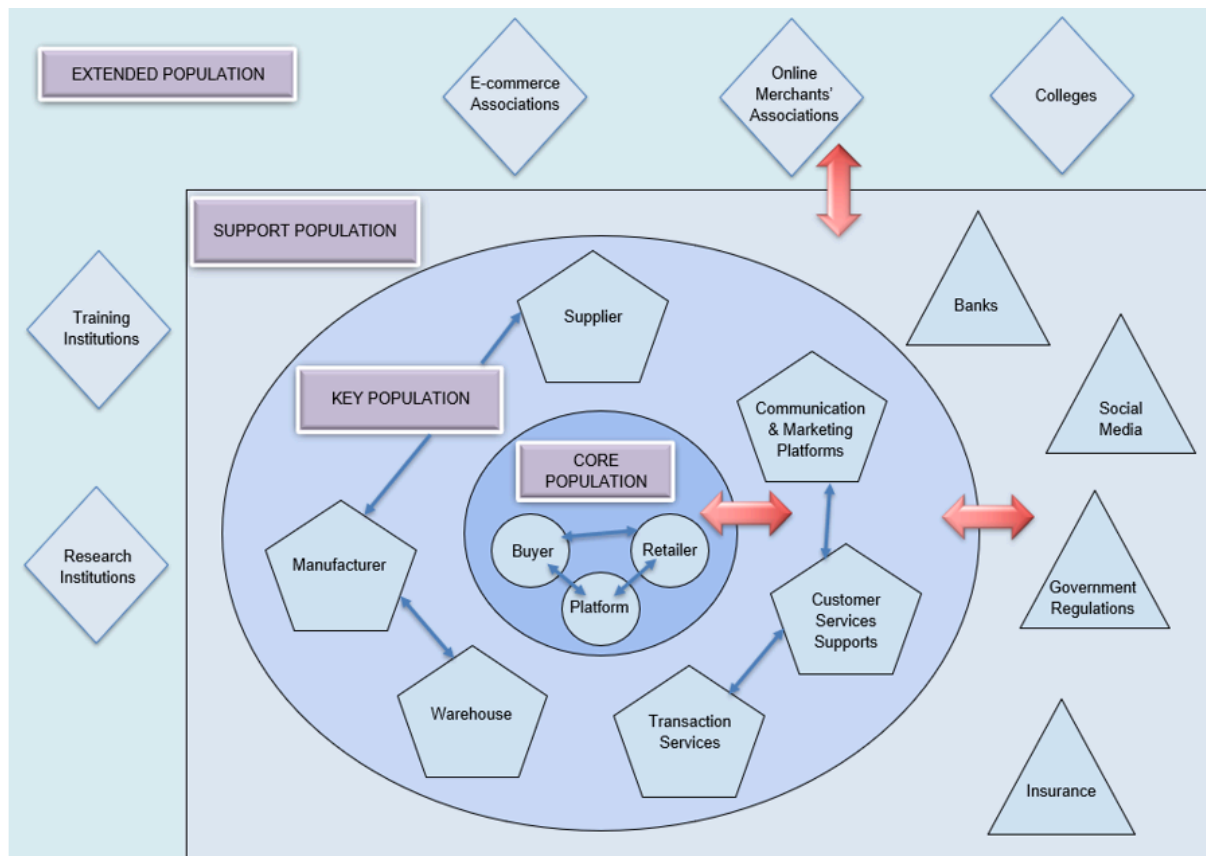 EXTENDED POPULATION
E-commerce
Associations
Online
Merchants'
Associations
Colleges
SUPPORT POPULATION
Training
Institutions
Supplier
Banks
KEY POPULATION
Communication
& Marketing
Platforms
Social
Media
CORE
POPULATION
Research
Institutions
Manufacturer
Buyer
Retailer
Platform
Customer
Services
Supports
Government
Regulations
Warehouse
Transaction
Services
Insurance